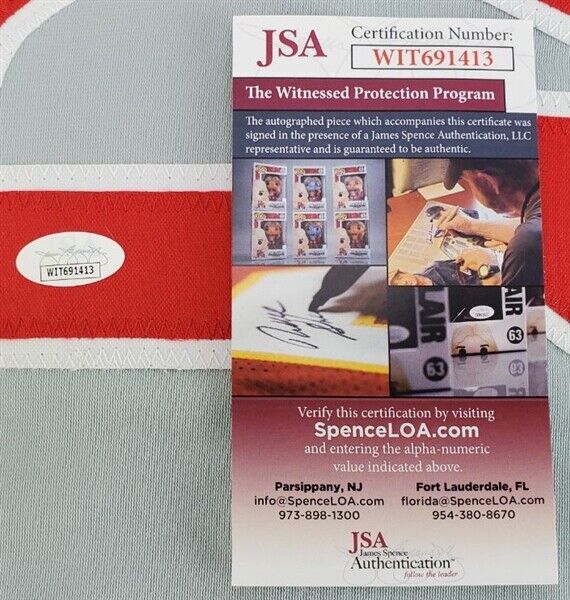 JSA
Certification Number:
WIT691413
The Witnessed Protection Program
The autographed piece which accompanies this certificate was
signed in the presence of a James Spence Authentication, LLC
representative and is guaranteed to be authentic.
LAIR
63
63
WIT691413
Verify this certification by visiting
SpenceLOA.com
and entering the alpha-numeric
value indicated above.
Parsippany, NJ
info@SpenceLOA.com
973-898-1300
Fort Lauderdale, FL
florida@SpenceLOA.com
954-380-8670
JSA
James Spence
Authentication
follow the leader